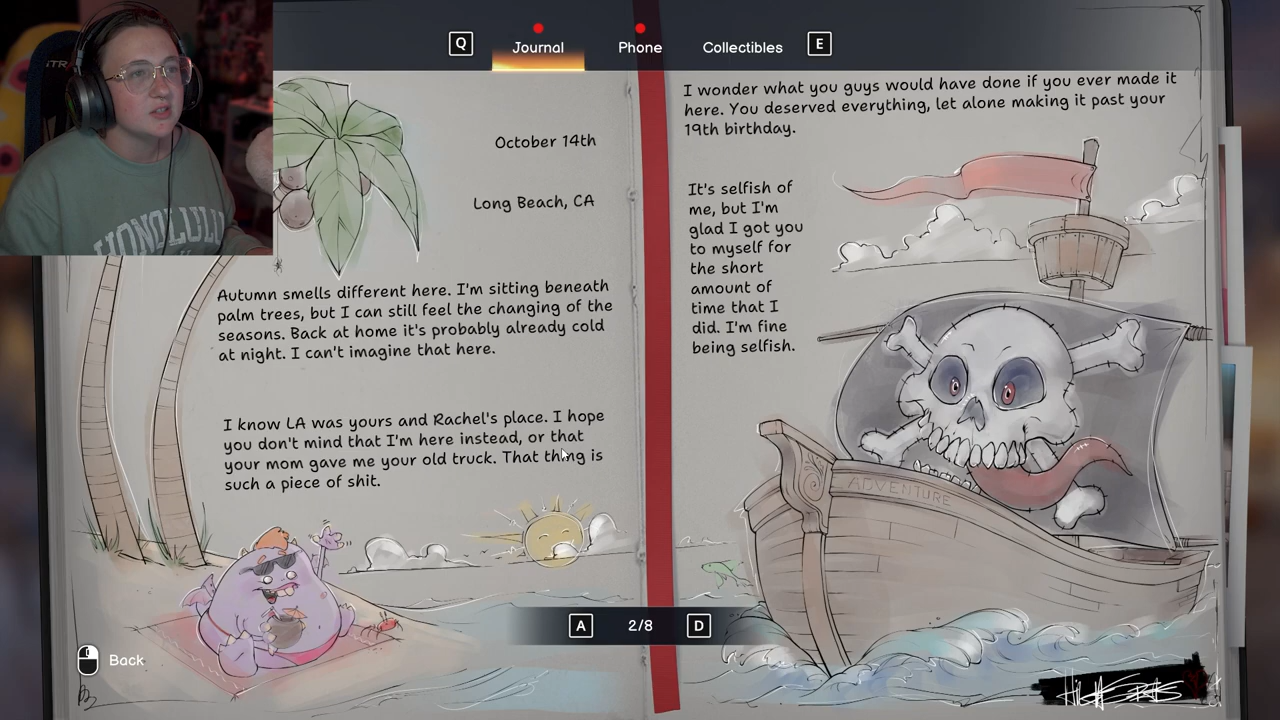 Q
Journal
Phone
Collectibles
E
HONOLULU
October 14th
Long Beach, CA
Autumn smells different here. I'm sitting beneath
palm trees, but I can still feel the changing of the
seasons. Back at home it's probably already cold
at night. I can't imagine that here.
I know LA was yours and Rachel's place. I hope
you don't mind that I'm here instead, or that
your mom gave me your old truck. That thing is
such a piece of shit.
I wonder what you guys would have done if you ever made it
here. You deserved everything, let alone making it past your
19th birthday.
It's selfish of
me, but I'm
glad I got you
to myself for
the short
amount of
time that I
did. I'm fine
being selfish.
ADVENTURE
A
2/8
D
Back